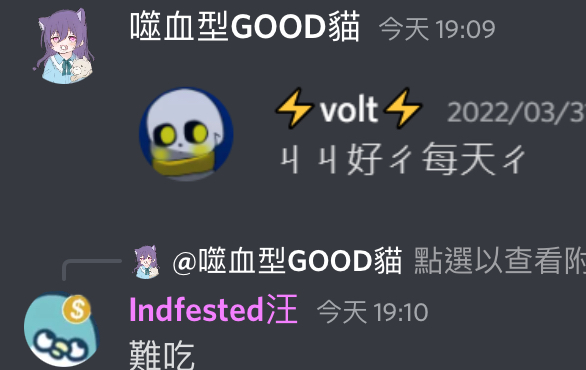 噬血型GOOD貓 今天 19:09
⚡volt⚡ 2022/03/3
ㄐㄐ好ㄔ每天ㄔ
@噬血型GOOD貓 點選以查看附
Indfested汪 今天 19:10
難吃